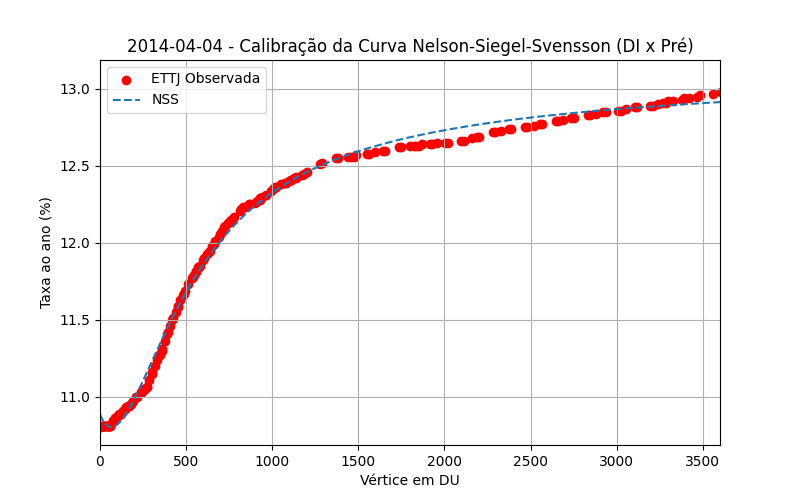 2014-04-04 - Calibração da Curva Nelson-Siegel-Svensson (DI x Pré)
ETTJ Observada
NSS
Taxa ao ano (%)
13.0
12.5
12.0
11.5
11.0
0 500 1000 1500 2000 2500 3000 3500
Vértice em DU